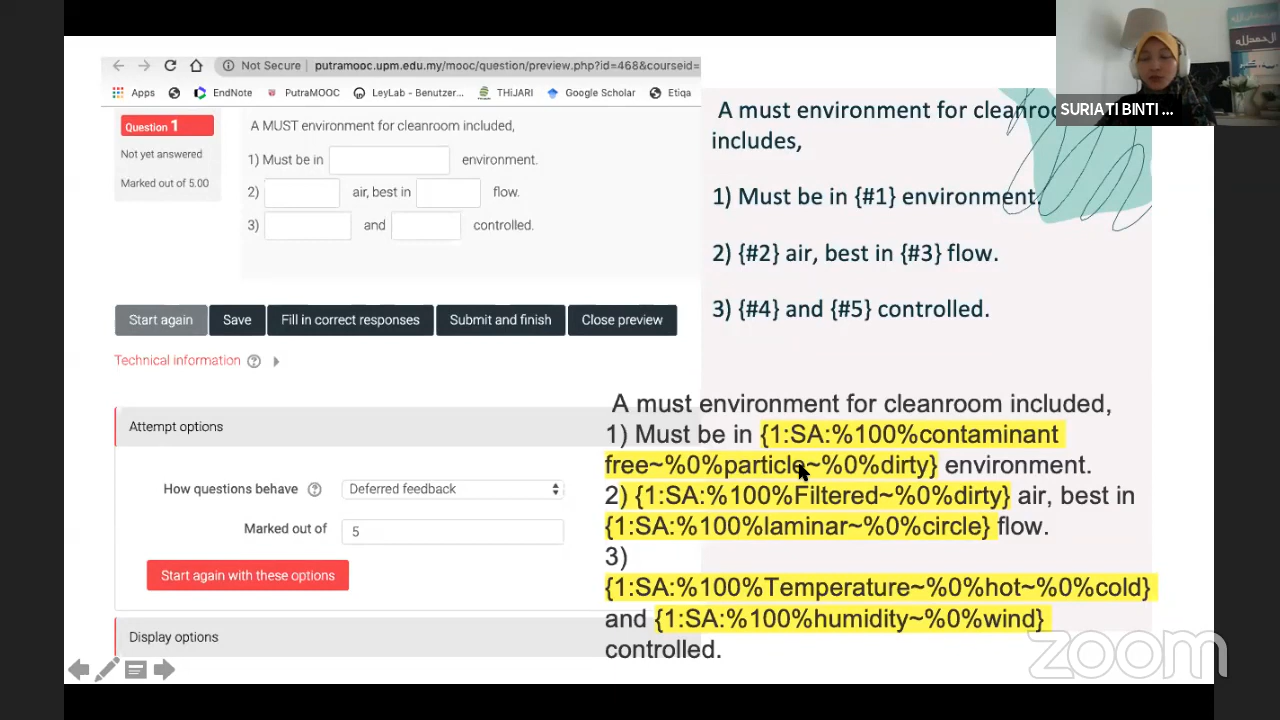 Not Secure | putramooc.upm.edu.my/mooc/question/preview.php?id=468&courseid=
Apps EndNote PutraMOOC LeyLab - Benutzer... THiJARI Google Scholar Etiqa
Question 1
Not yet answered
Marked out of 5.00
A MUST environment for cleanroom included,
1) Must be in environment.
2) air, best in flow.
3) and controlled.
Start again Save Fill in correct responses Submit and finish Close preview
Technical information
Attempt options
How questions behave Deferred feedback
Marked out of 5
Start again with these options
Display options
A must environment for cleanroo
includes,
1) Must be in {#1} environment.
2) {#2} air, best in {#3} flow.
3) {#4} and {#5} controlled.
A must environment for cleanroom included,
1) Must be in {1:SA:%100%contaminant
free~%0%particle~%0%dirty} environment.
2) {1:SA:%100%Filtered~%0%dirty} air, best in
{1:SA:%100%laminar~%0%circle} flow.
3)
{1:SA:%100%Temperature~%0%hot~%0%cold}
and {1:SA:%100%humidity~%0%wind}
controlled.
SURIATI BINTI ...
zoom